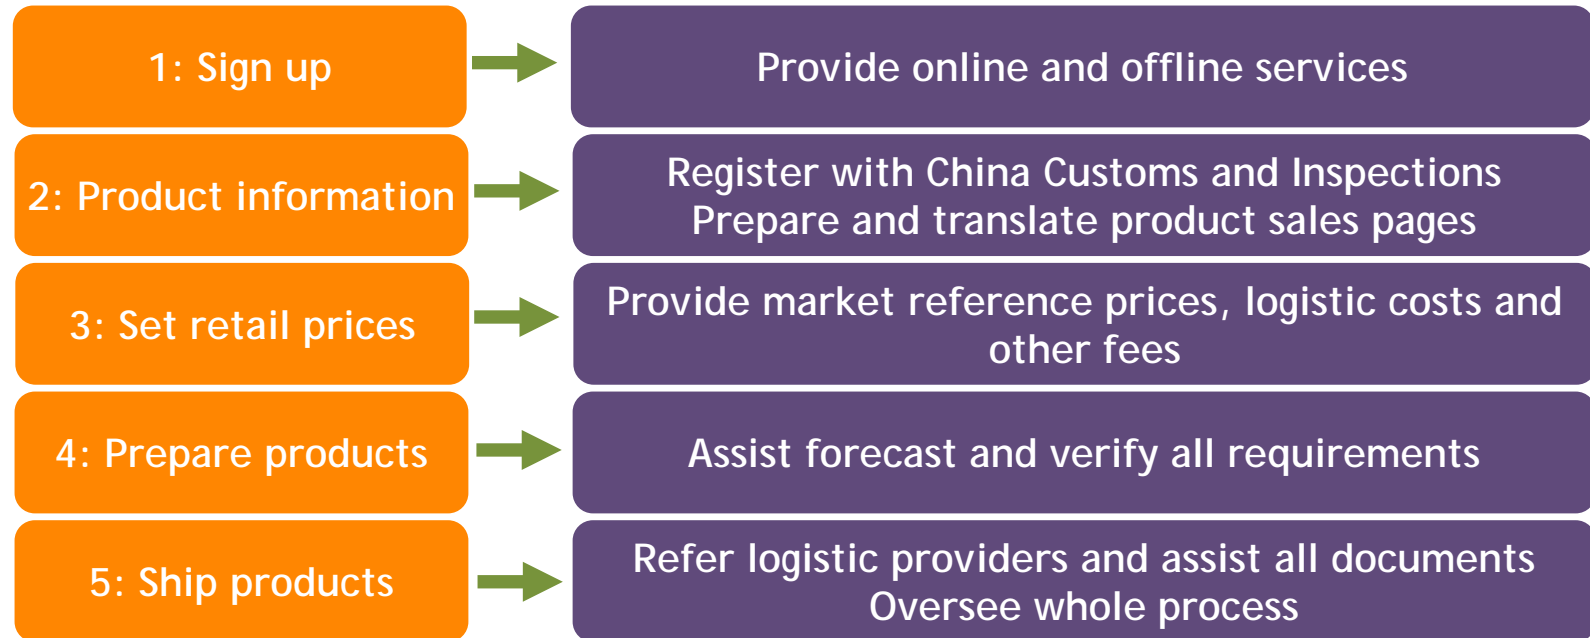 1: Sign up
Provide online and offline services
2: Product information
Register with China Customs and Inspections
Prepare and translate product sales pages
3: Set retail prices
Provide market reference prices, logistic costs and
other fees
4: Prepare products
Assist forecast and verify all requirements
5: Ship products
Refer logistic providers and assist all documents
Oversee whole process